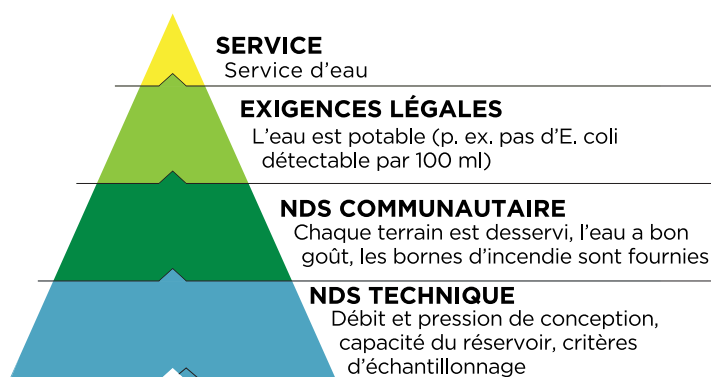 SERVICE
Service d'eau
EXIGENCES LÉGALES
L'eau est potable (p. ex. pas d'E. coli
détectable par 100 ml)
NDS COMMUNAUTAIRE
Chaque terrain est desservi, l'eau a bon
goût, les bornes d'incendie sont fournies
NDS TECHNIQUE
Débit et pression de conception,
capacité du réservoir, critères
d'échantillonnage